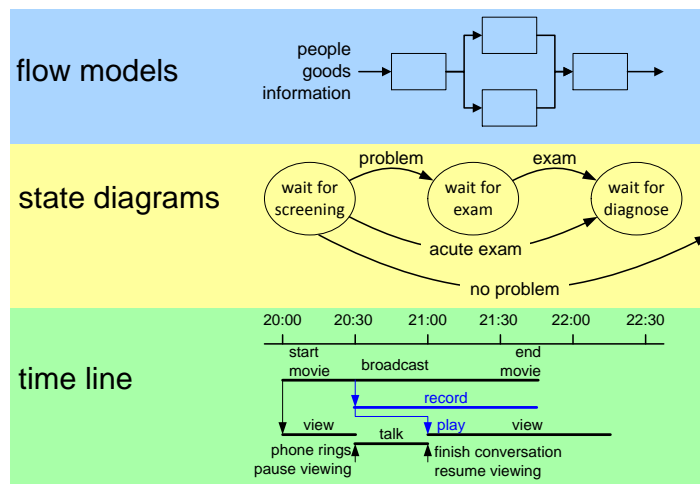 flow models
people
goods
information
state diagrams
problem
exam
wait for
screening
wait for
exam
wait for
diagnose
acute exam
no problem
time line
20:00 20:30 21:00 21:30 22:00 22:30
start
movie
broadcast
end
movie
record
view
talk
play
view
phone rings
pause viewing
finish conversation
resume viewing